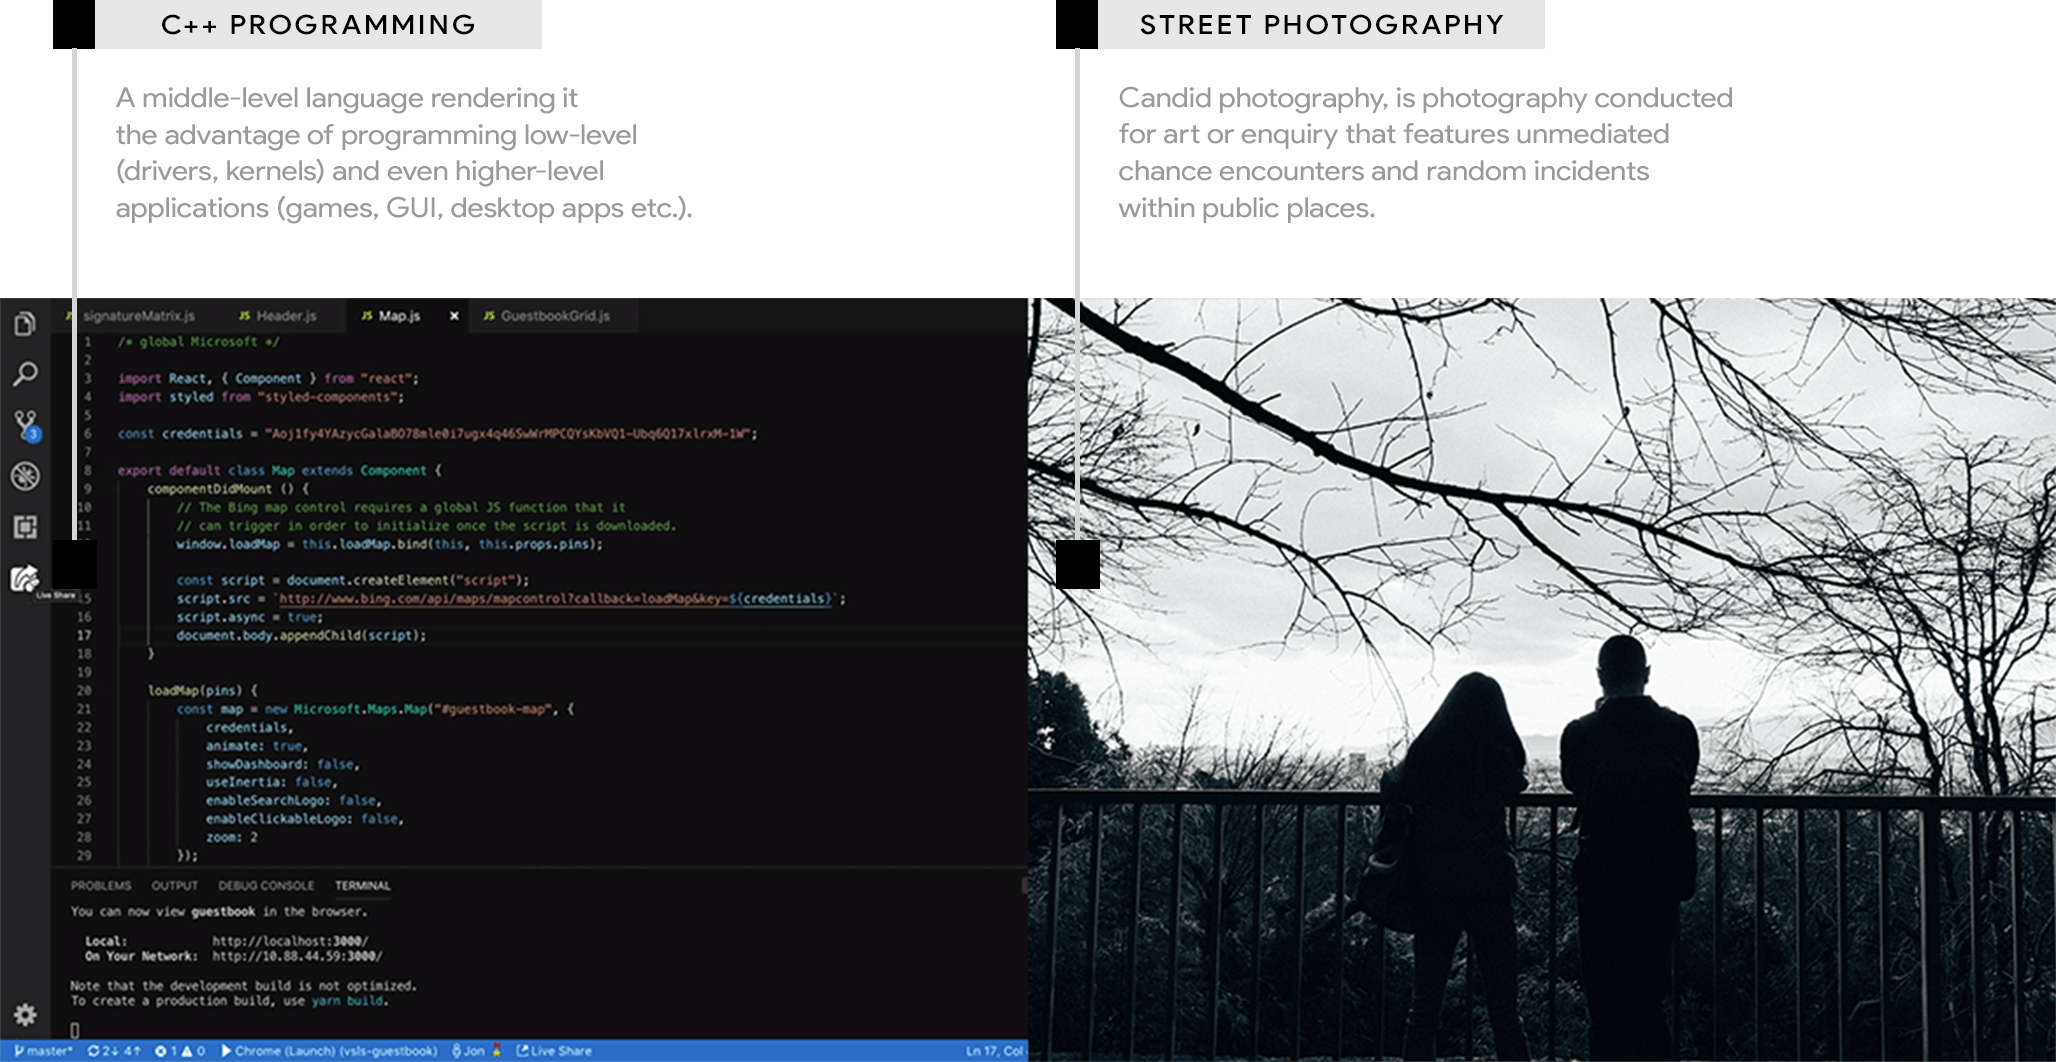 C++ PROGRAMMING
A middle-level language rendering it
the advantage of programming low-level
(drivers, kernels) and even higher-level
applications (games, GUI, desktop apps etc.).
STREET PHOTOGRAPHY
Candid photography, is photography conducted
for art or enquiry that features unmediated
chance encounters and random incidents
within public places.
JS signatureMatrix.js JS Header.js JS Map.js × JS GuestbookGrid.js
1 /* global Microsoft */
2
3 import React, { Component } from "react";
4 import styled from "styled-components";
5
6 const credentials = "Aoj1fy4YAzycGalaBO78mle0i7ugx4q46SwWrMPCQYsKbVQ1-Ubq6Q17xlrxM-1W";
7
8 export default class Map extends Component {
9 componentDidMount () {
10 // The Bing map control requires a global JS function that it
11 // can trigger in order to initialize once the script is downloaded.
window.loadMap = this.loadMap.bind(this, this.props.pins);
const script = document.createElement("script");
15 script.src = `http://www.bing.com/api/maps/mapcontrol?callback=loadMap&key=${credentials}`;
16 script.async = true;
17 document.body.appendChild(script);
18 }
19
20 loadMap(pins) {
21 const map = new Microsoft.Maps.Map("#guestbook-map", {
22 credentials,
23 animate: true,
24 showDashboard: false,
25 useInertia: false,
26 enableSearchLogo: false,
27 enableClickableLogo: false,
28 zoom: 2
29 });
3
Live Share
PROBLEMS OUTPUT DEBUG CONSOLE TERMINAL
You can now view guestbook in the browser.
Local: http://localhost:3000/
On Your Network: http://10.88.44.59:3000/
Note that the development build is not optimized.
To create a production build, use yarn build.
master* 2↓ 4↑ 1 0 Chrome (Launch) (vsls-guestbook) Jon Live Share Ln 17, Col